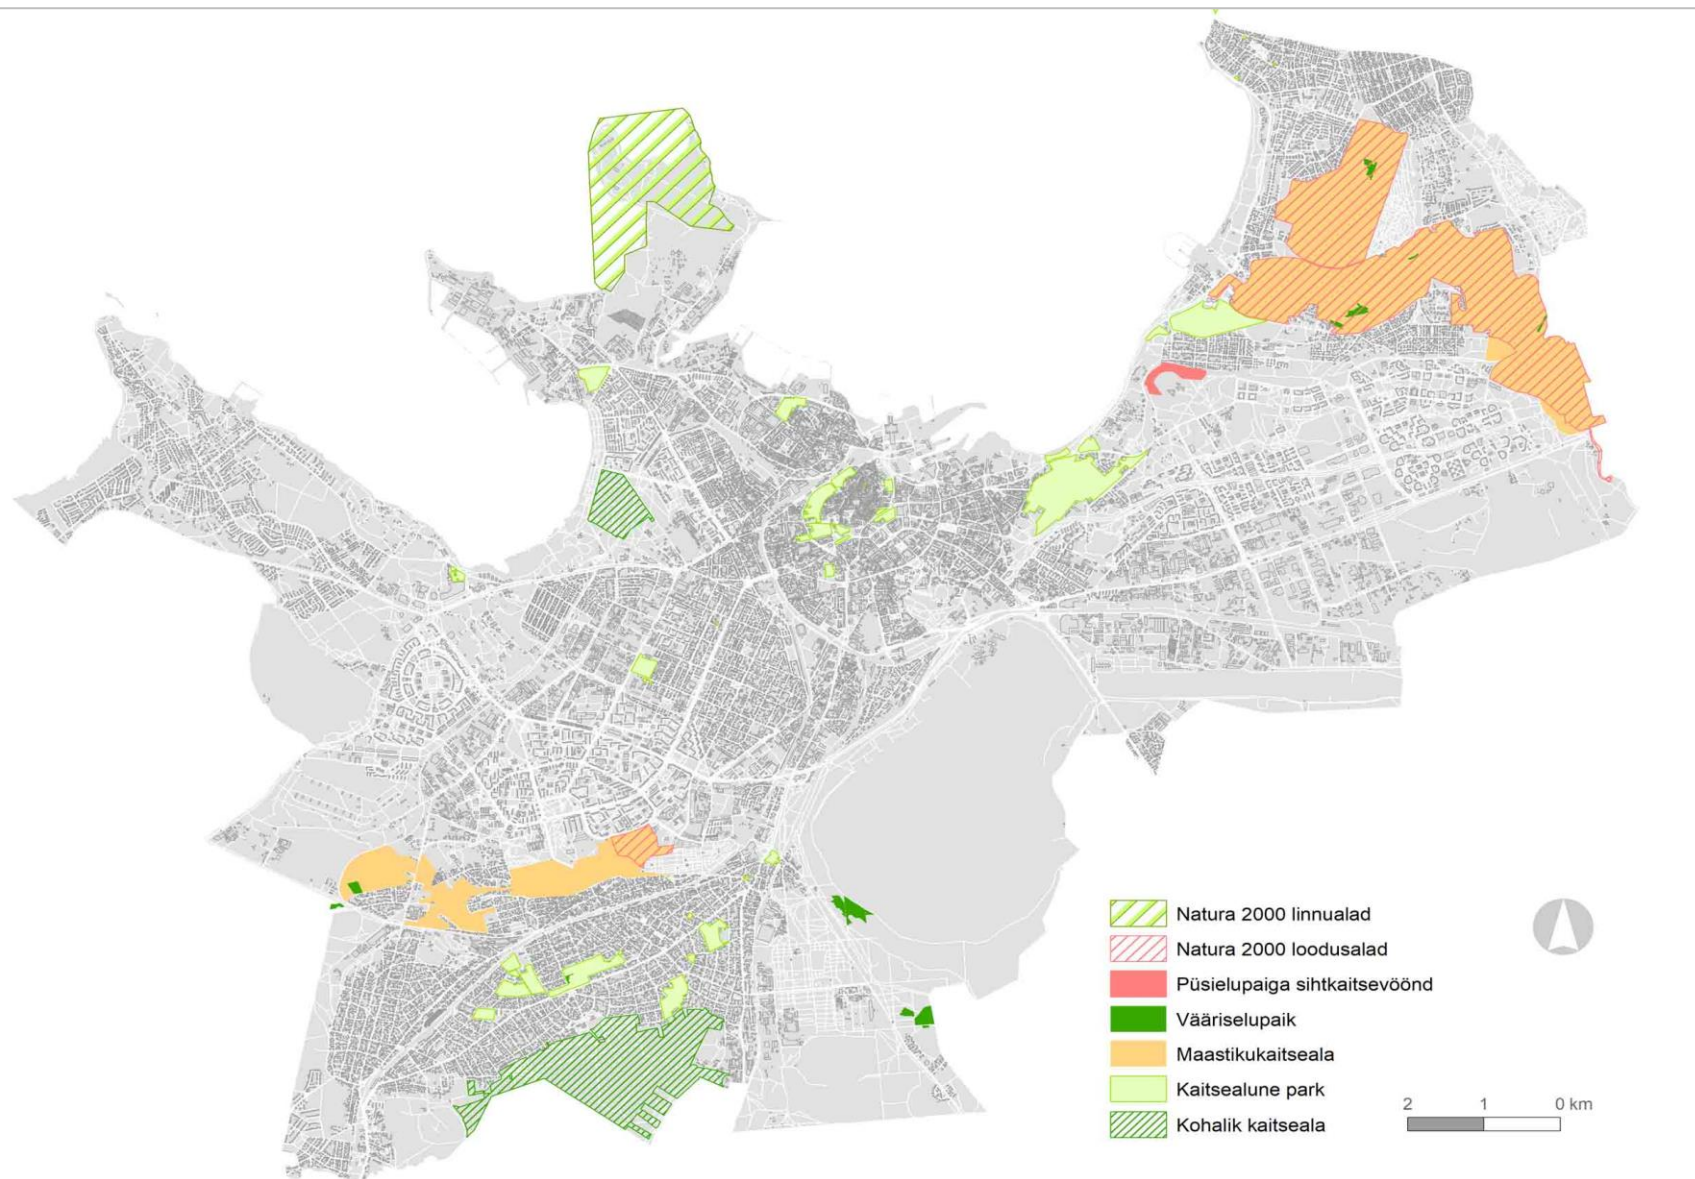 Natura 2000 linnualad
Natura 2000 loodusalad
Püsielupaiga sihtkaitsevöönd
Vääriselupaik
Maastikukaitseala
Kaitsealune park
Kohalik kaitseala
2 1 0 km